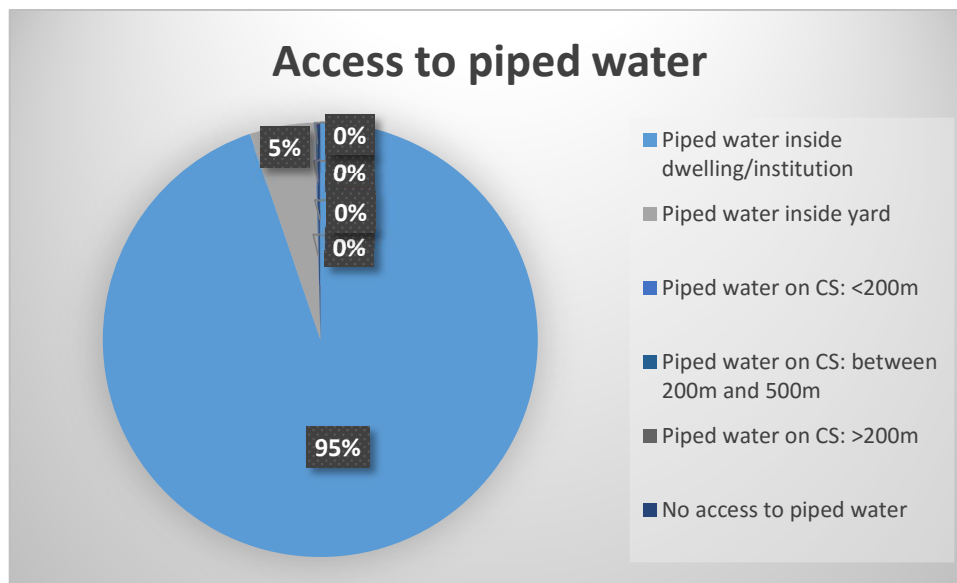 Access to piped water
5%
0%
0%
0%
0%
95%
Piped water inside
dwelling/institution
Piped water inside yard
Piped water on CS: <200m
Piped water on CS: between
200m and 500m
Piped water on CS: >200m
No access to piped water